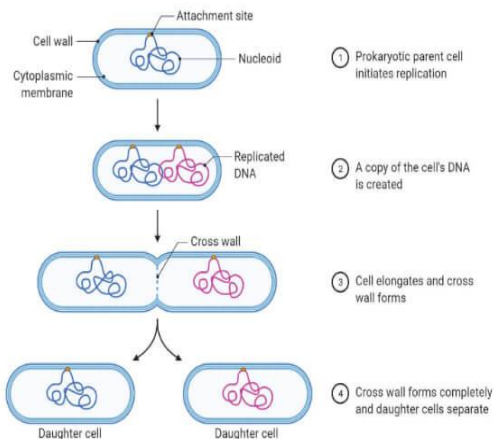 Attachment site
Cell wall
Nucleoid
Cytoplasmic
membrane
1 Prokaryotic parent cell
initiates replication
Replicated
DNA
2 A copy of the cell's DNA
is created
Cross wall
3 Cell elongates and cross
wall forms
4 Cross wall forms completely
and daughter cells separate
Daughter cell
Daughter cell